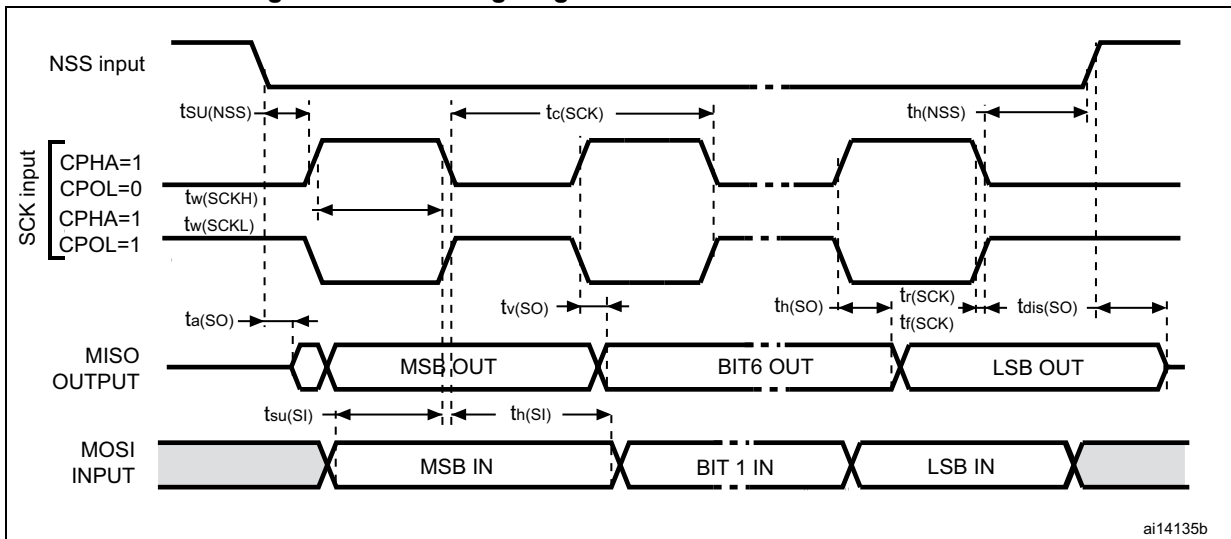 NSS input
tSU(NSS)
tc(SCK)
th(NSS)
SCK input
CPHA=1
CPOL=0
tw(SCKH)
CPHA=1
tw(SCKL)
CPOL=1
ta(SO)
tv(SO)
th(SO)
tr(SCK)
tf(SCK)
tdis(SO)
MISO
OUTPUT
MSB OUT
BIT6 OUT
LSB OUT
tsu(SI)
th(SI)
MOSI
INPUT
MSB IN
BIT 1 IN
LSB IN
ai14135b